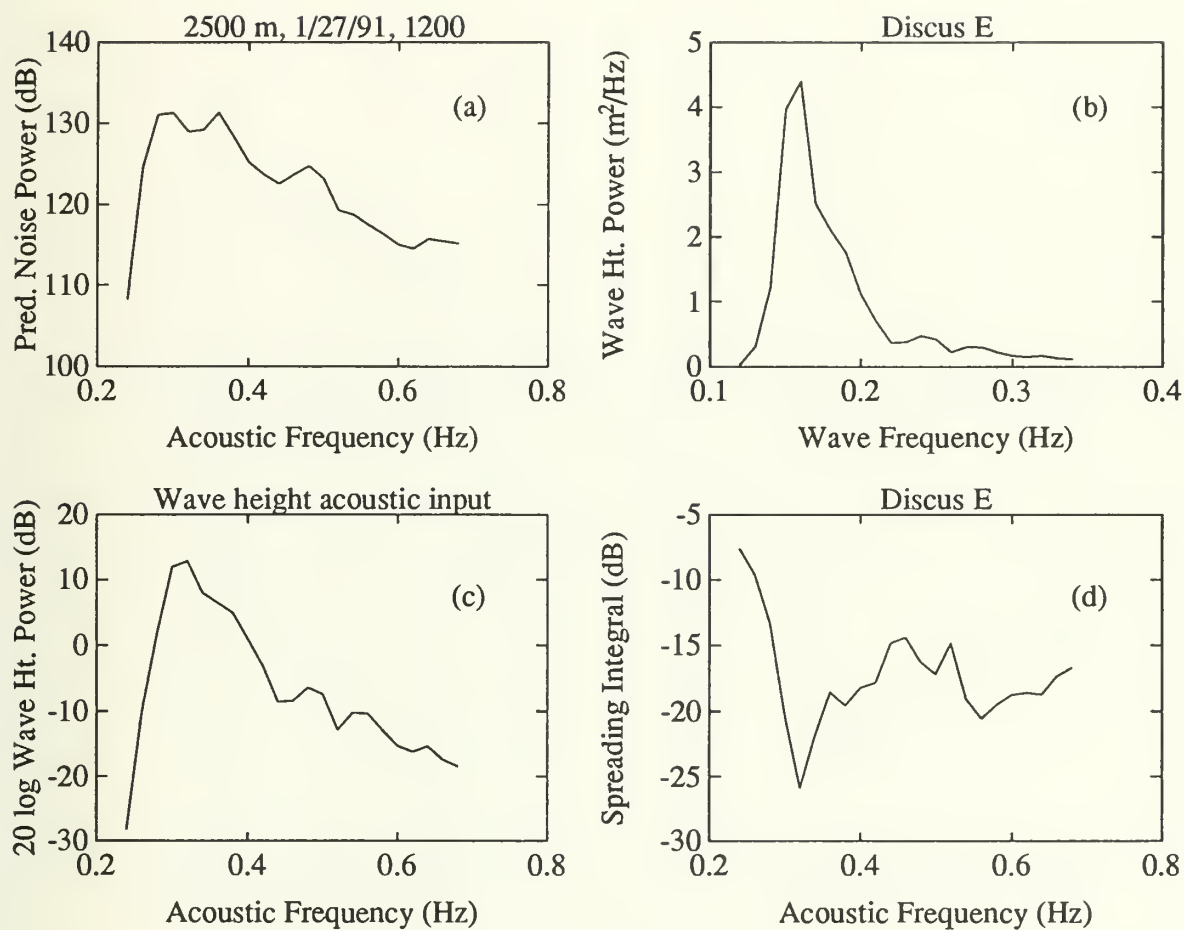 2500 m, 1/27/91, 1200
Pred. Noise Power (dB)
140
130
120
110
100
(a)
0.2 0.4 0.6 0.8
Acoustic Frequency (Hz)
Discus E
Wave Ht. Power (m²/Hz)
5
4
3
2
1
0
(b)
0.1 0.2 0.3 0.4
Wave Frequency (Hz)
Wave height acoustic input
20 log Wave Ht. Power (dB)
20
10
0
-10
-20
-30
(c)
0.2 0.4 0.6 0.8
Acoustic Frequency (Hz)
Discus E
Spreading Integral (dB)
-5
-10
-15
-20
-25
-30
(d)
0.2 0.4 0.6 0.8
Acoustic Frequency (Hz)